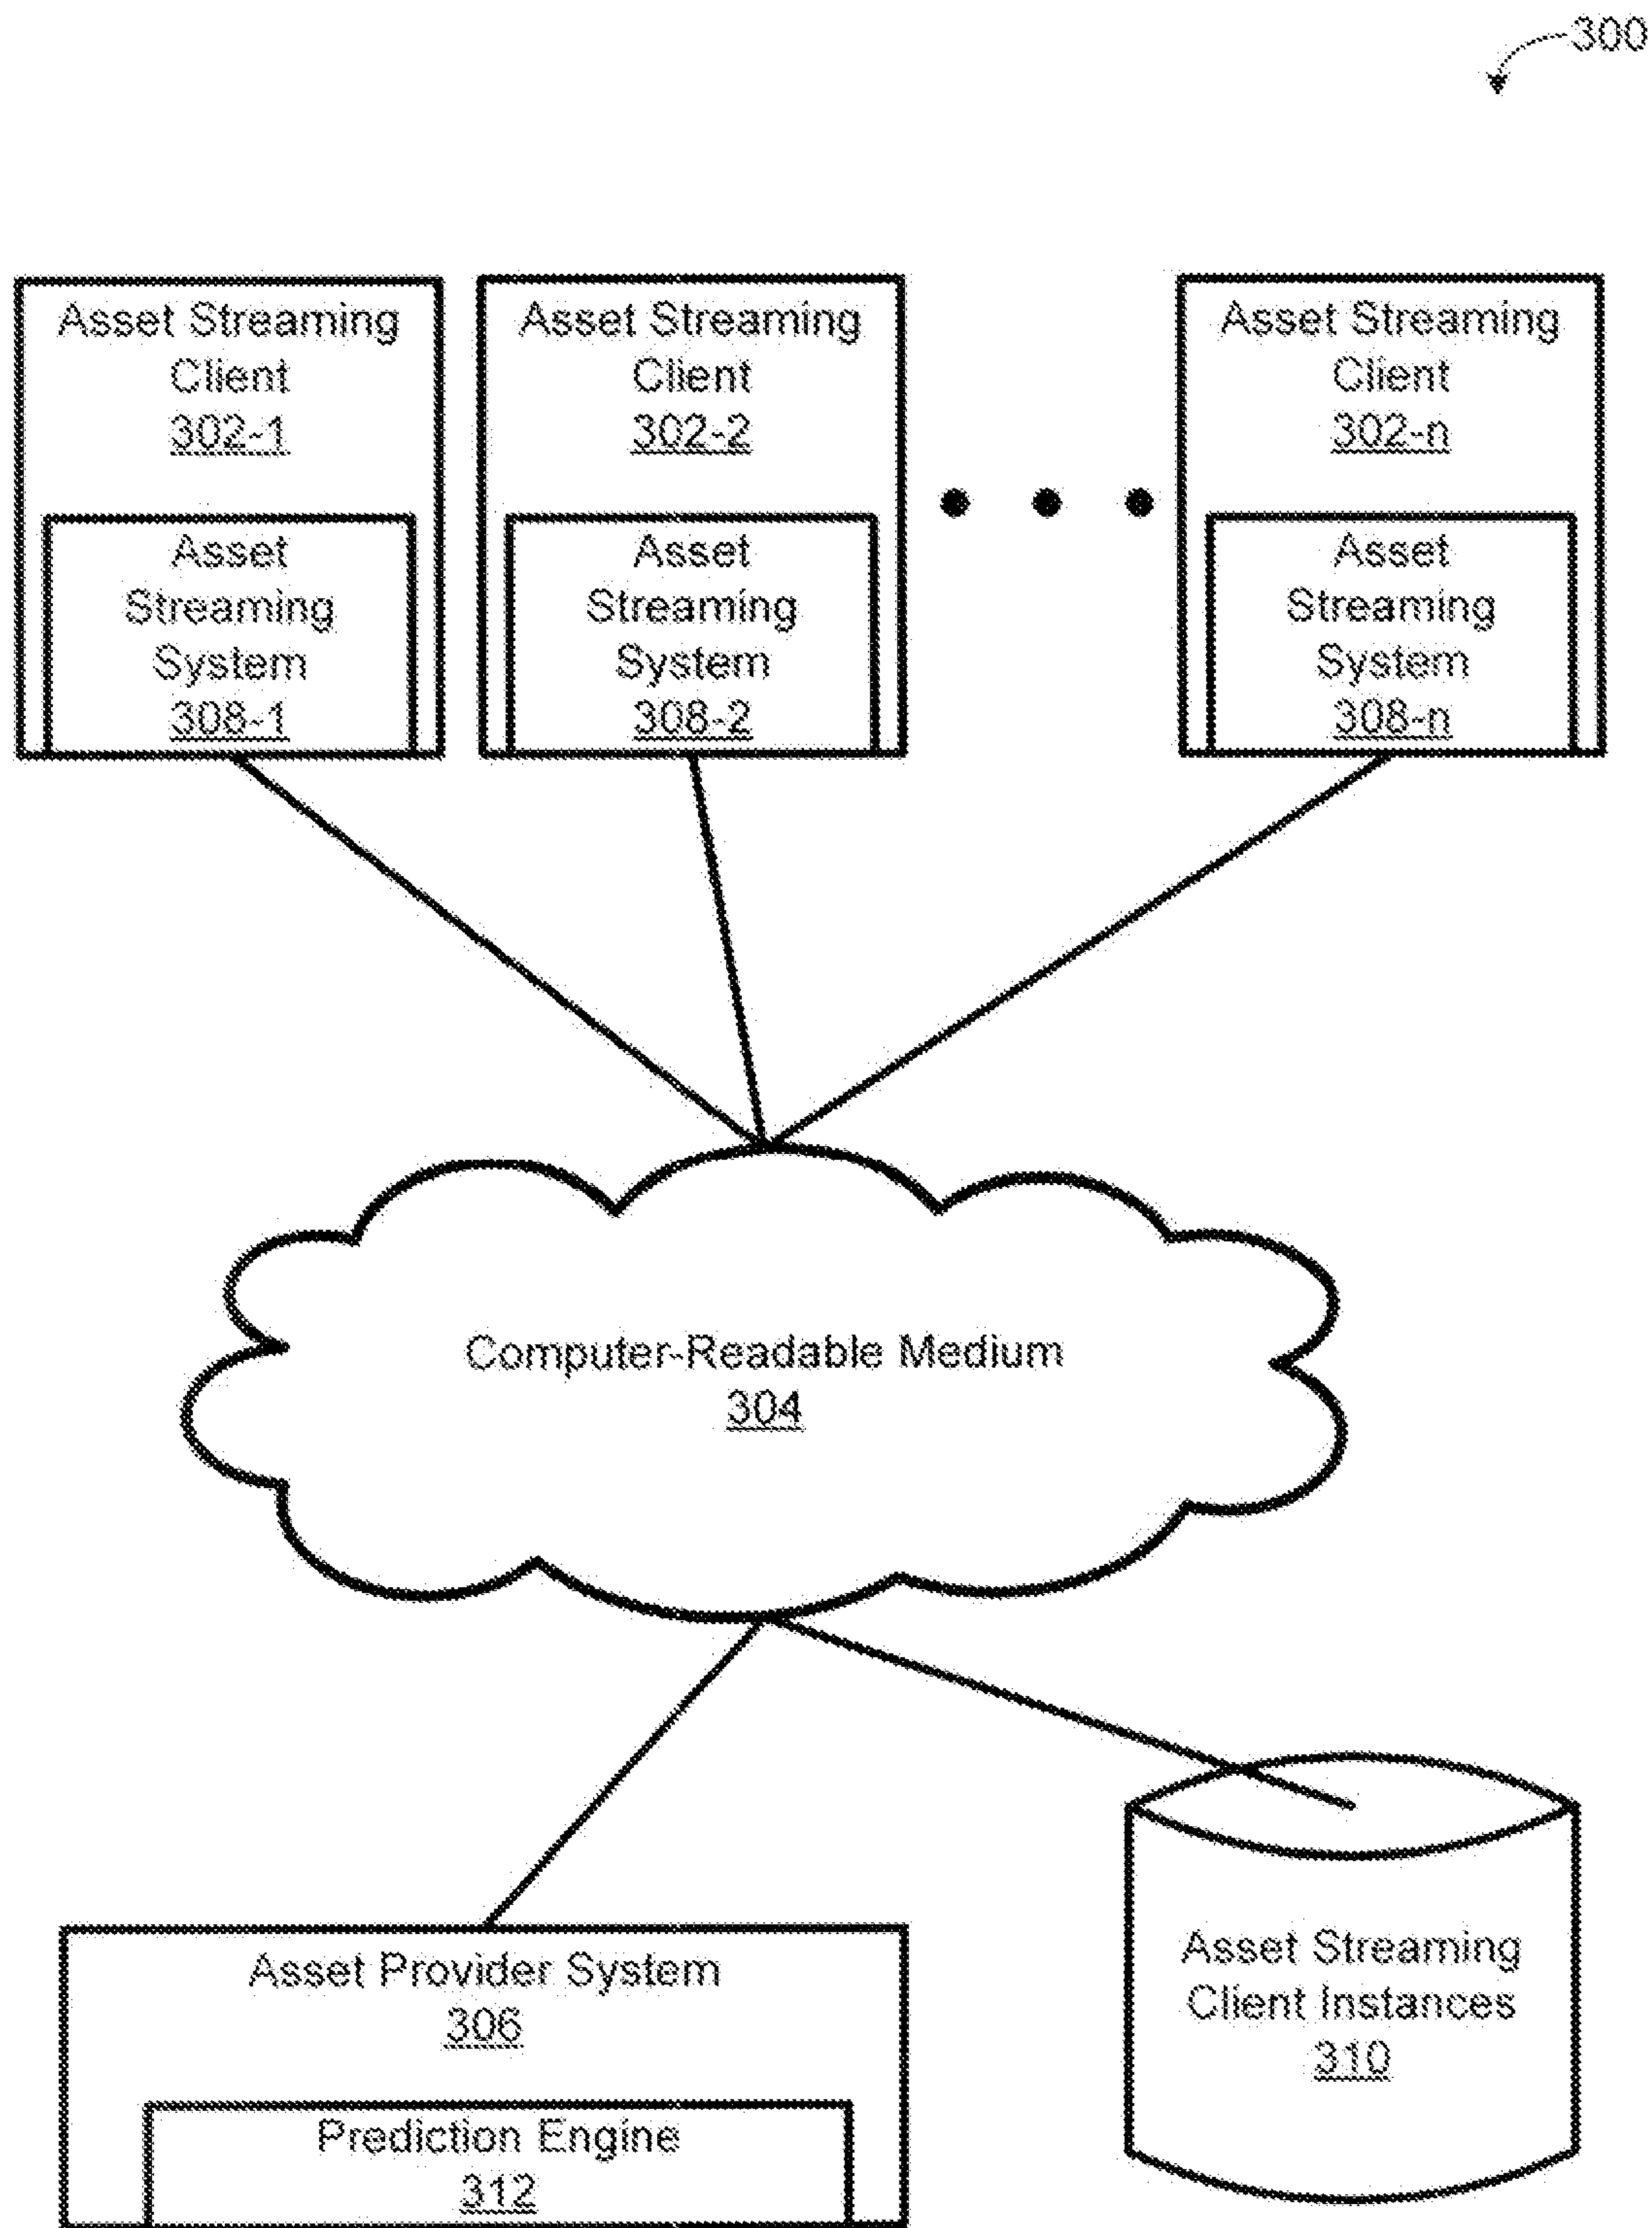 300
Asset Streaming
Client
302-1
Asset
Streaming
System
308-1
Asset Streaming
Client
302-2
Asset
Streaming
System
308-2
Asset Streaming
Client
302-n
Asset
Streaming
System
308-n
Computer-Readable Medium
304
Asset Provider System
306
Prediction Engine
312
Asset Streaming
Client Instances
310